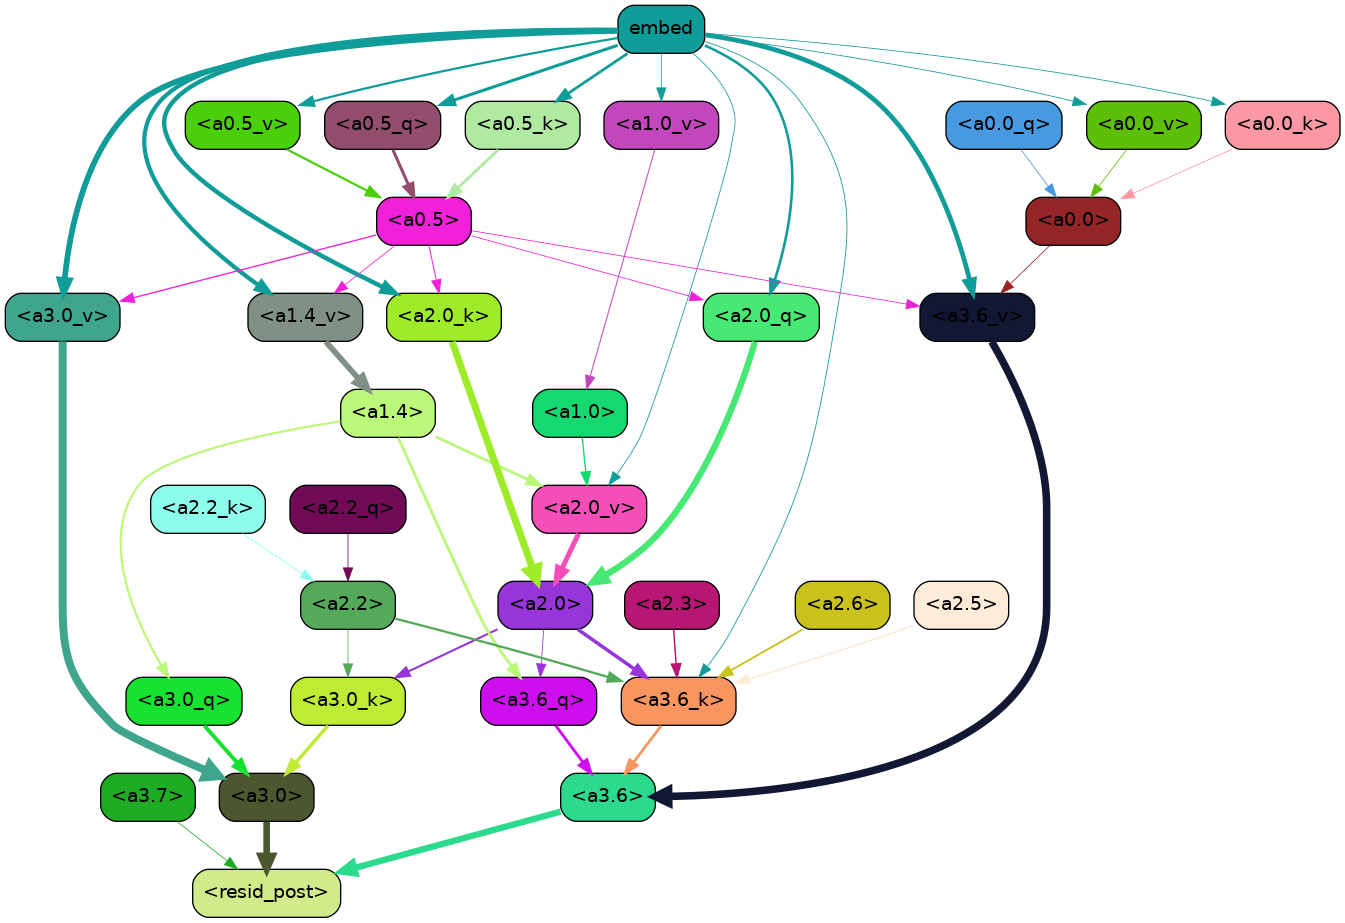 embed
<a0.5_v>
<a0.5_q>
<a0.5_k>
<a1.0_v>
<a0.0_q>
<a0.0_v>
<a0.0_k>
<a0.5>
<a0.0>
<a3.0_v>
<a1.4_v>
<a2.0_k>
<a2.0_q>
<a3.6_v>
<a1.4>
<a1.0>
<a2.2_k>
<a2.2_q>
<a2.0_v>
<a2.2>
<a2.0>
<a2.3>
<a2.6>
<a2.5>
<a3.0_q>
<a3.0_k>
<a3.6_q>
<a3.6_k>
<a3.7>
<a3.0>
<a3.6>
<resid_post>